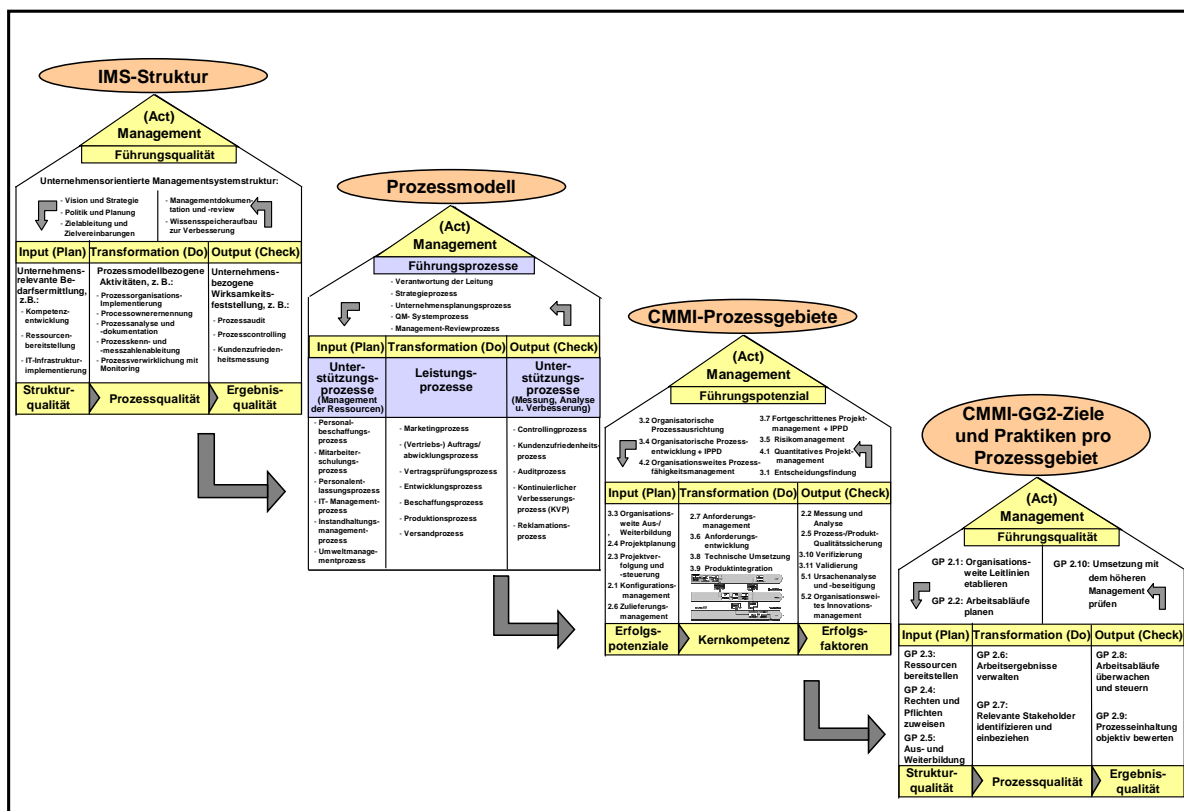 IMS-Struktur
(Act)
Management
Führungsqualität
Unternehmensorientierte Managementsystemstruktur:
- Vision und Strategie
- Politik und Planung
- Zielableitung und
Zielvereinbarungen
- Managementdokumen-
tation und -review
- Wissensspeicheraufbau
zur Verbesserung
Input (Plan)
Transformation (Do)
Output (Check)
Unternehmens-
relevante Be-
darfsermittlung,
z.B.:
- Kompetenz-
entwicklung
- Ressourcen-
bereitstellung
- IT-Infrastruktur-
implementierung
Prozessmodellbezogene
Aktivitäten, z. B.:
- Prozessorganisations-
Implementierung
- Processownerernennung
- Prozessanalyse und
-dokumentation
- Prozesskenn- und
-messzahlenableitung
- Prozessverwirklichung mit
Monitoring
Unternehmens-
bezogene
Wirksamkeits-
feststellung, z. B.:
- Prozessaudit
- Prozesscontrolling
- Kundenzufrieden-
heitsmessung
Struktur-
qualität
Prozessqualität
Ergebnis-
qualität
Prozessmodell
(Act)
Management
Führungsprozesse
- Verantwortung der Leitung
- Strategieprozess
- Unternehmensplanungsprozess
- QM- Systemprozess
- Management-Reviewprozess
Input (Plan)
Transformation (Do)
Output (Check)
Unter-
stützungs-
prozesse
(Management
der Ressourcen)
Leistungs-
prozesse
Unter-
stützungs-
prozesse
(Messung, Analyse
u. Verbesserung)
- Personal-
beschaffungs-
prozess
- Mitarbeiter-
schulungs-
prozess
- Personalent-
lassungsprozess
- IT- Management-
prozess
- Instandhaltungs-
management-
prozess
- Umweltmanage-
mentprozess
- Marketingprozess
- (Vertriebs-) Auftrags/
abwicklungsprozess
- Vertragsprüfungsprozess
- Entwicklungsprozess
- Beschaffungsprozess
- Produktionsprozess
- Versandprozess
- Controllingprozess
- Kundenzufriedenheits-
prozess
- Auditprozess
- Kontinuierlicher
Verbesserungs-
prozess (KVP)
- Reklamations-
prozess
CMMI-Prozessgebiete
(Act)
Management
Führungspotenzial
3.2 Organisatorische
Prozessausrichtung
3.4 Organisatorische Prozess-
entwicklung + IPPD
4.2 Organisationsweites Prozess-
fähigkeitsmanagement
3.7 Fortgeschrittenes Projekt-
management + IPPD
3.5 Risikomanagement
4.1 Quantitatives Projekt-
management
3.1 Entscheidungsfindung
Input (Plan)
Transformation (Do)
Output (Check)
3.3 Organisations-
weite Aus-/
, Weiterbildung
2.4 Projektplanung
2.3 Projektver-
folgung und
-steuerung
2.1 Konfigurations-
management
2.6 Zulieferungs-
management
2.7 Anforderungs-
management
3.6 Anforderungs-
entwicklung
3.8 Technische Umsetzung
3.9 Produktintegration
2.2 Messung und
Analyse
2.5 Prozess-/Produkt-
Qualitätssicherung
3.10 Verifizierung
3.11 Validierung
5.1 Ursachenanalyse
und -beseitigung
5.2 Organisationswei-
tes Innovations-
management
Erfolgs-
potenziale
Kernkompetenz
Erfolgs-
faktoren
CMMI-GG2-Ziele
und Praktiken pro
Prozessgebiet
(Act)
Management
Führungsqualität
GP 2.1: Organisations-
weite Leitlinien
etablieren
GP 2.2: Arbeitsabläufe
planen
GP 2.10: Umsetzung mit
dem höheren
Management
prüfen
Input (Plan)
Transformation (Do)
Output (Check)
GP 2.3:
Ressourcen
bereitstellen
GP 2.4:
Rechten und
Pflichten
zuweisen
GP 2.5:
Aus- und
Weiterbildung
GP 2.6:
Arbeitsergebnisse
verwalten
GP 2.7:
Relevante Stakeholder
identifizieren und
einbeziehen
GP 2.8:
Arbeitsabläufe
überwachen
und steuern
GP 2.9:
Prozesseinhaltung
objektiv bewerten
Struktur-
qualität
Prozessqualität
Ergebnis-
qualität